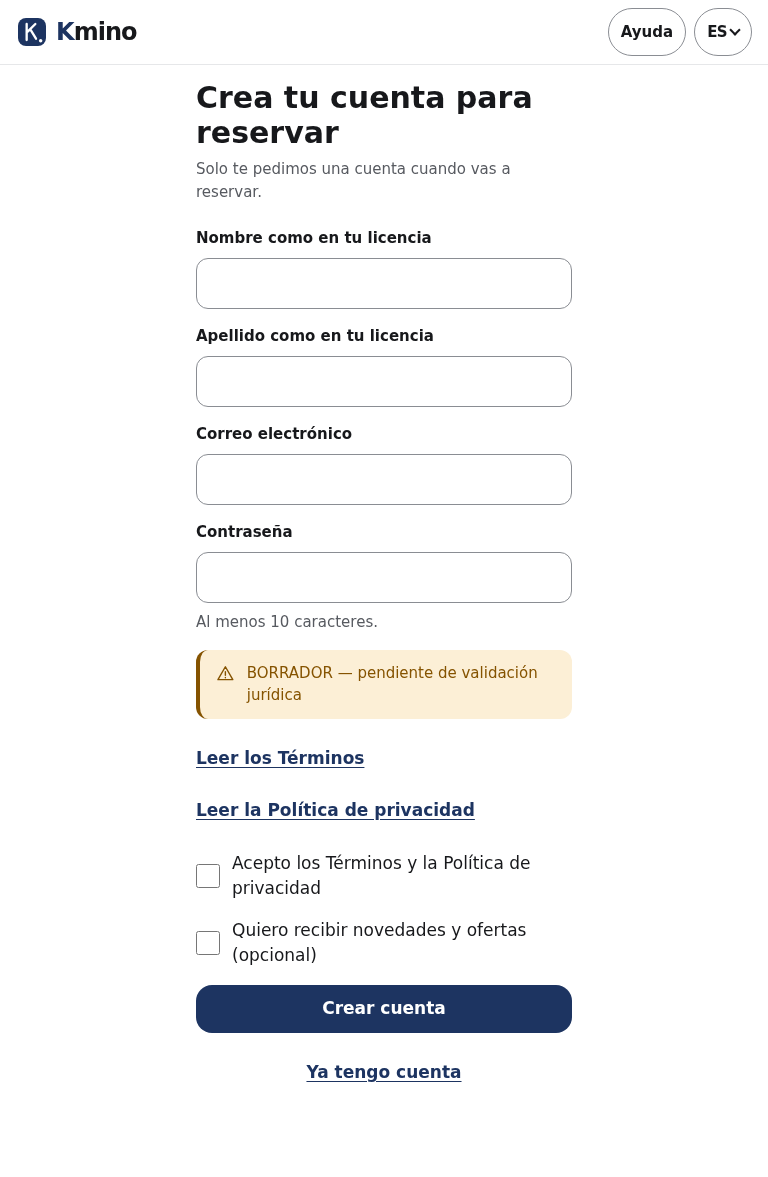 K. Kmino
Ayuda
ES
Crea tu cuenta para
reservar
Solo te pedimos una cuenta cuando vas a
reservar.
Nombre como en tu licencia
Apellido como en tu licencia
Correo electrónico
Contraseña
Al menos 10 caracteres.
BORRADOR — pendiente de validación
jurídica
Leer los Términos
Leer la Política de privacidad
Acepto los Términos y la Política de
privacidad
Quiero recibir novedades y ofertas
(opcional)
Crear cuenta
Ya tengo cuenta